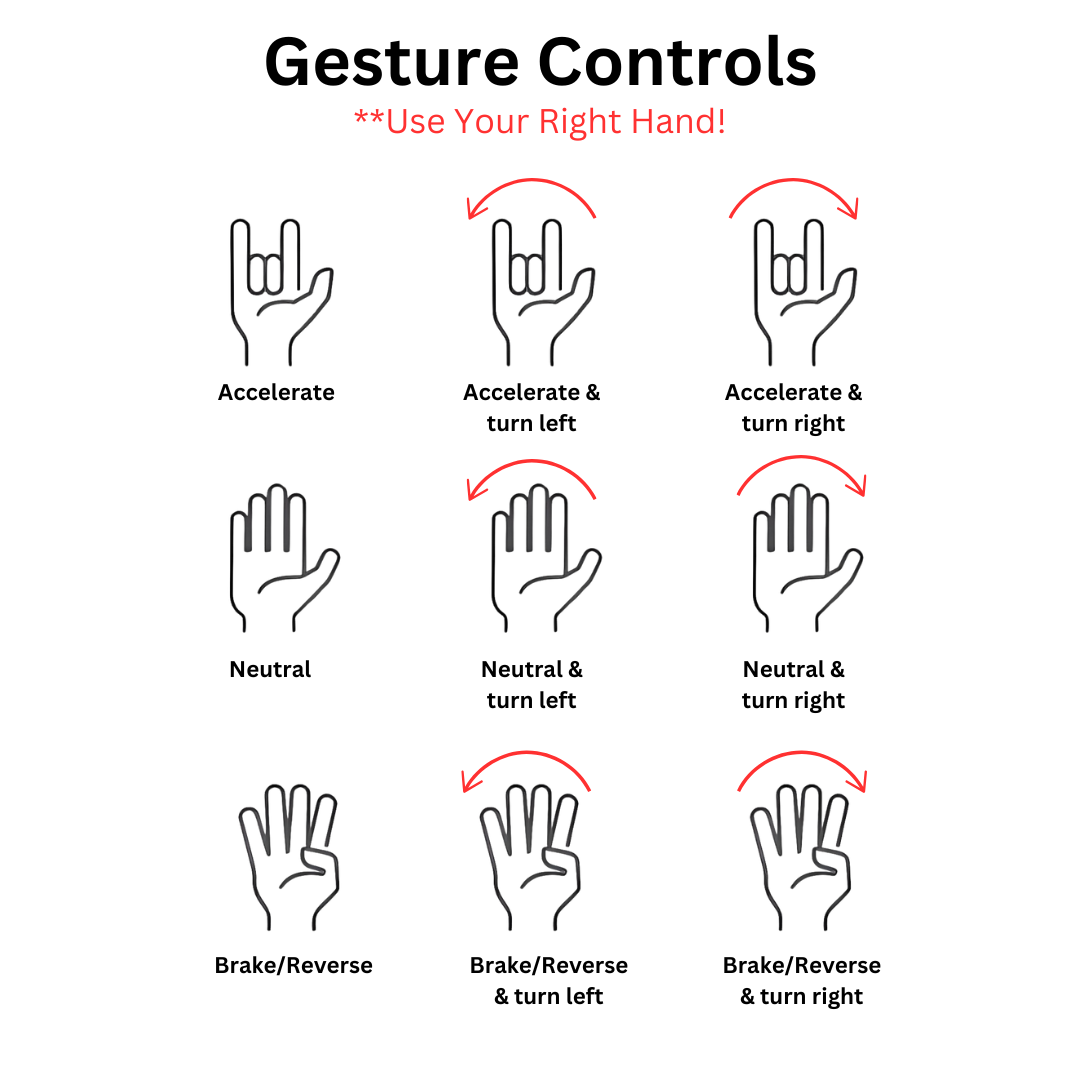 Gesture Controls
**Use Your Right Hand!
Accelerate
Accelerate &
turn left
Accelerate &
turn right
Neutral
Neutral &
turn left
Neutral &
turn right
Brake/Reverse
Brake/Reverse
& turn left
Brake/Reverse
& turn right